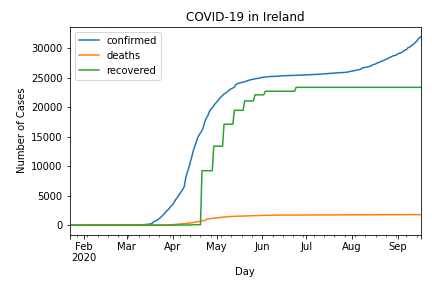 COVID-19 in Ireland
confirmed
deaths
recovered
Number of Cases
30000
25000
20000
15000
10000
5000
0
Feb Mar Apr May Jun Jul Aug Sep
2020
Day